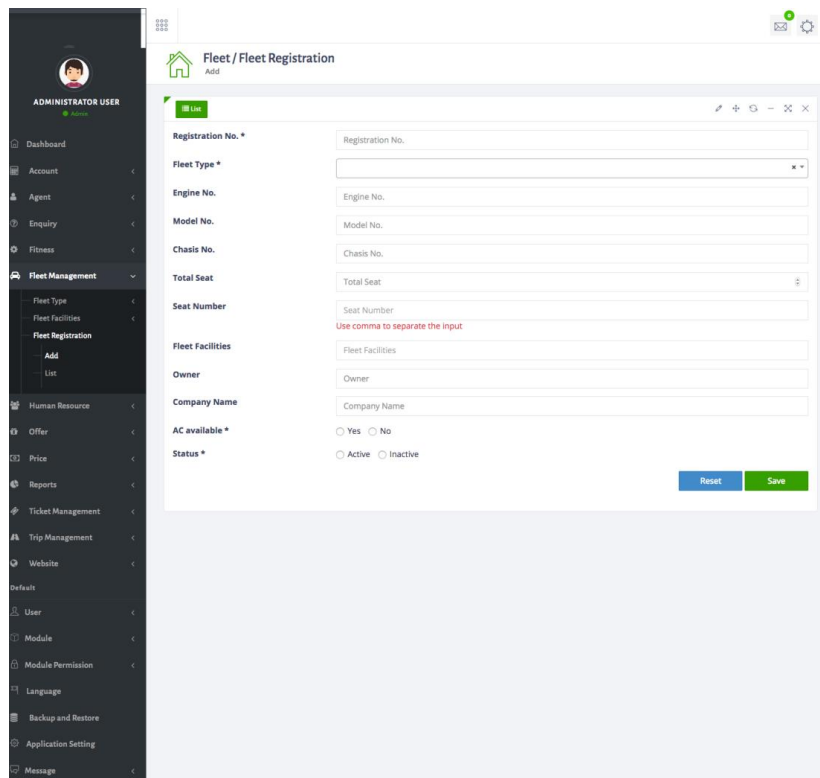 0
Fleet / Fleet Registration
Add
ADMINISTRATOR USER
Admin
Dashboard
Account
Agent
Enquiry
Fitness
Fleet Management
Fleet Type
Fleet Facilities
Fleet Registration
Add
List
Human Resource
Offer
Price
Reports
Ticket Management
Trip Management
Website
Default
User
Module
Module Permission
Language
Backup and Restore
Application Setting
Message
List
Registration No. * Registration No.
Fleet Type *
Engine No. Engine No.
Model No. Model No.
Chasis No. Chasis No.
Total Seat Total Seat
Seat Number Seat Number
Use comma to separate the input
Fleet Facilities Fleet Facilities
Owner Owner
Company Name Company Name
AC available * Yes No
Status * Active Inactive
Reset Save